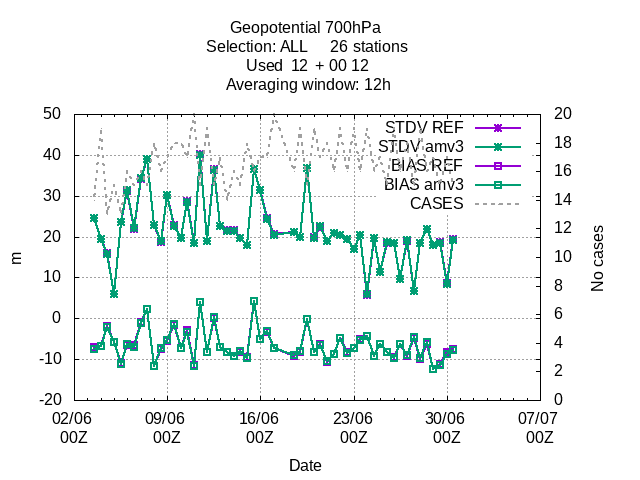 Geopotential 700hPa
Selection: ALL 26 stations
Used 12 + 00 12
Averaging window: 12h
50 20
STDV REF
18
STDV amv3
40
16
BIAS REF
BIAS amv3
30 14
CASES
12
20
10
m
No cases
10
8
0 6
4
-10
2
-20 0
02/06 09/06 16/06 23/06 30/06 07/07
00Z 00Z 00Z 00Z 00Z 00Z
Date